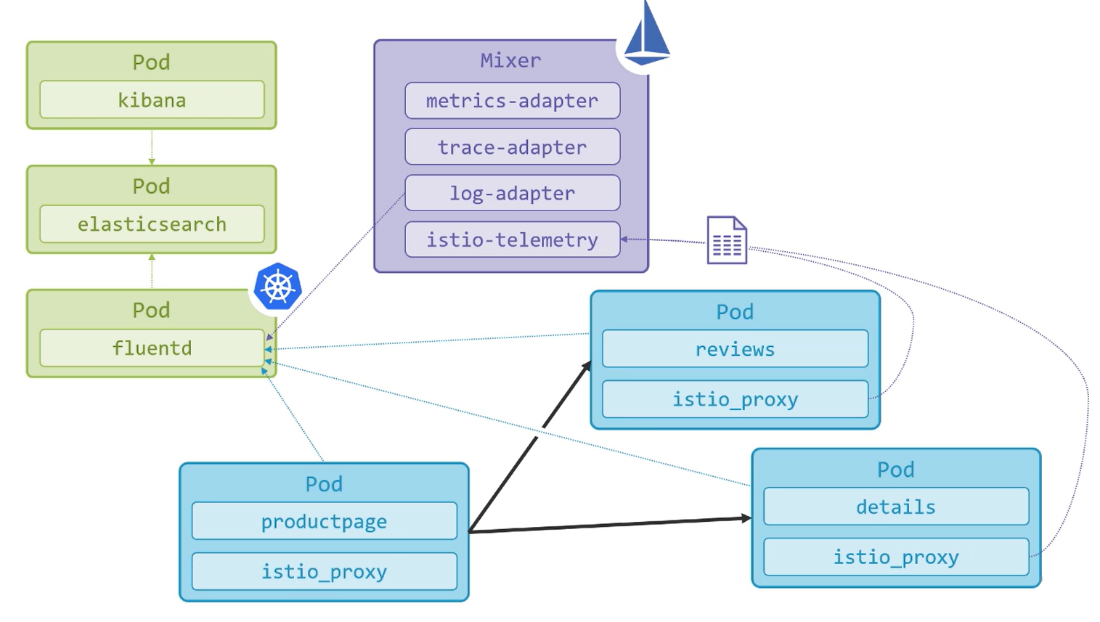 Pod
kibana
Pod
elasticsearch
Pod
fluentd
Mixer
metrics-adapter
trace-adapter
log-adapter
istio-telemetry
Pod
reviews
istio_proxy
Pod
details
istio_proxy
Pod
productpage
istio_proxy